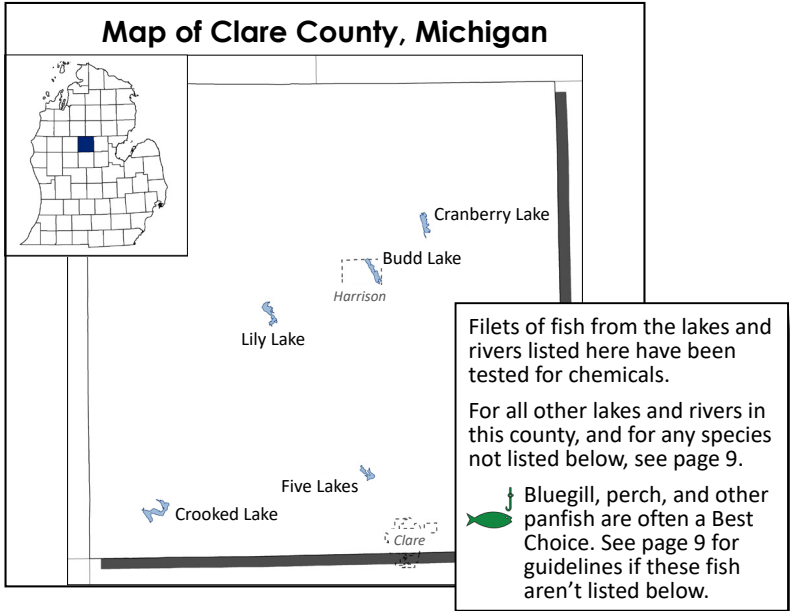 Map of Clare County, Michigan
Cranberry Lake
Budd Lake
Harrison
Lily Lake
Five Lakes
Crooked Lake
Clare
Filets of fish from the lakes and
rivers listed here have been
tested for chemicals.
For all other lakes and rivers in
this county, and for any species
not listed below, see page 9.
Bluegill, perch, and other
panfish are often a Best
Choice. See page 9 for
guidelines if these fish
aren't listed below.